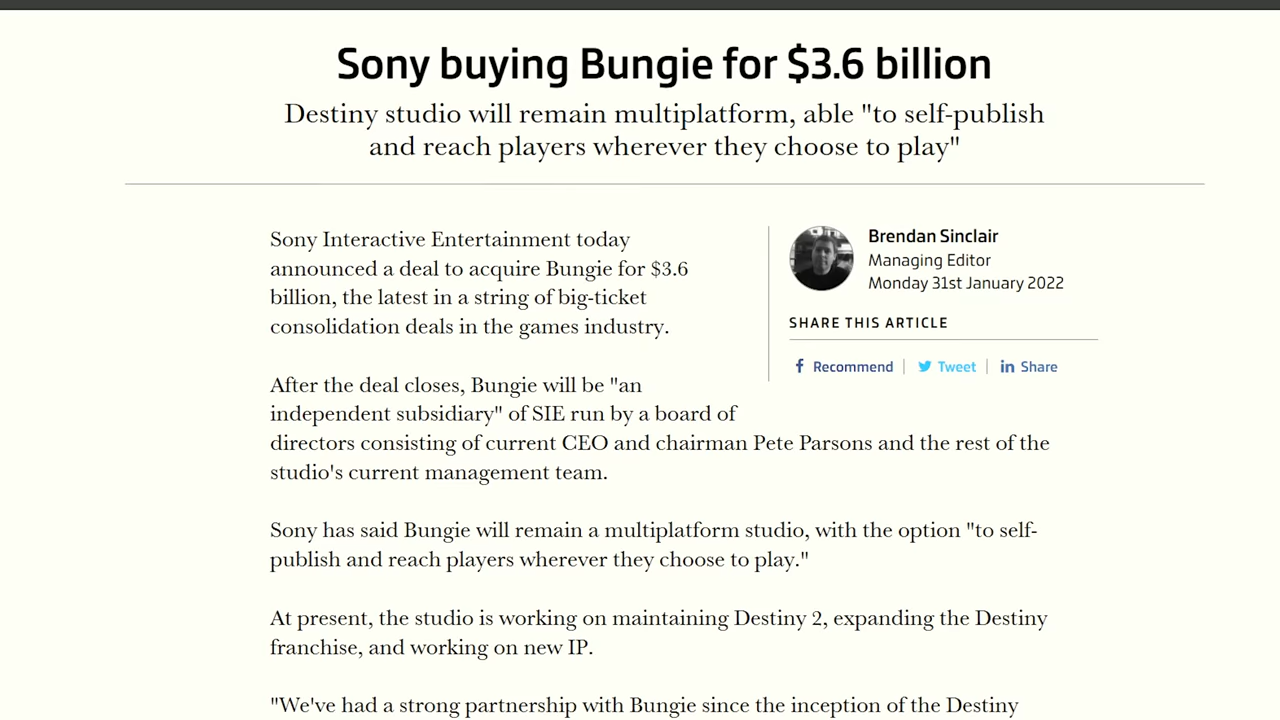 Sony buying Bungie for $3.6 billion
Destiny studio will remain multiplatform, able "to self-publish
and reach players wherever they choose to play"
Sony Interactive Entertainment today
announced a deal to acquire Bungie for $3.6
billion, the latest in a string of big-ticket
consolidation deals in the games industry.
Brendan Sinclair
Managing Editor
Monday 31st January 2022
SHARE THIS ARTICLE
Recommend
Tweet
Share
After the deal closes, Bungie will be "an
independent subsidiary" of SIE run by a board of
directors consisting of current CEO and chairman Pete Parsons and the rest of the
studio's current management team.
Sony has said Bungie will remain a multiplatform studio, with the option "to self-
publish and reach players wherever they choose to play."
At present, the studio is working on maintaining Destiny 2, expanding the Destiny
franchise, and working on new IP.
"We've had a strong partnership with Bungie since the inception of the Destiny